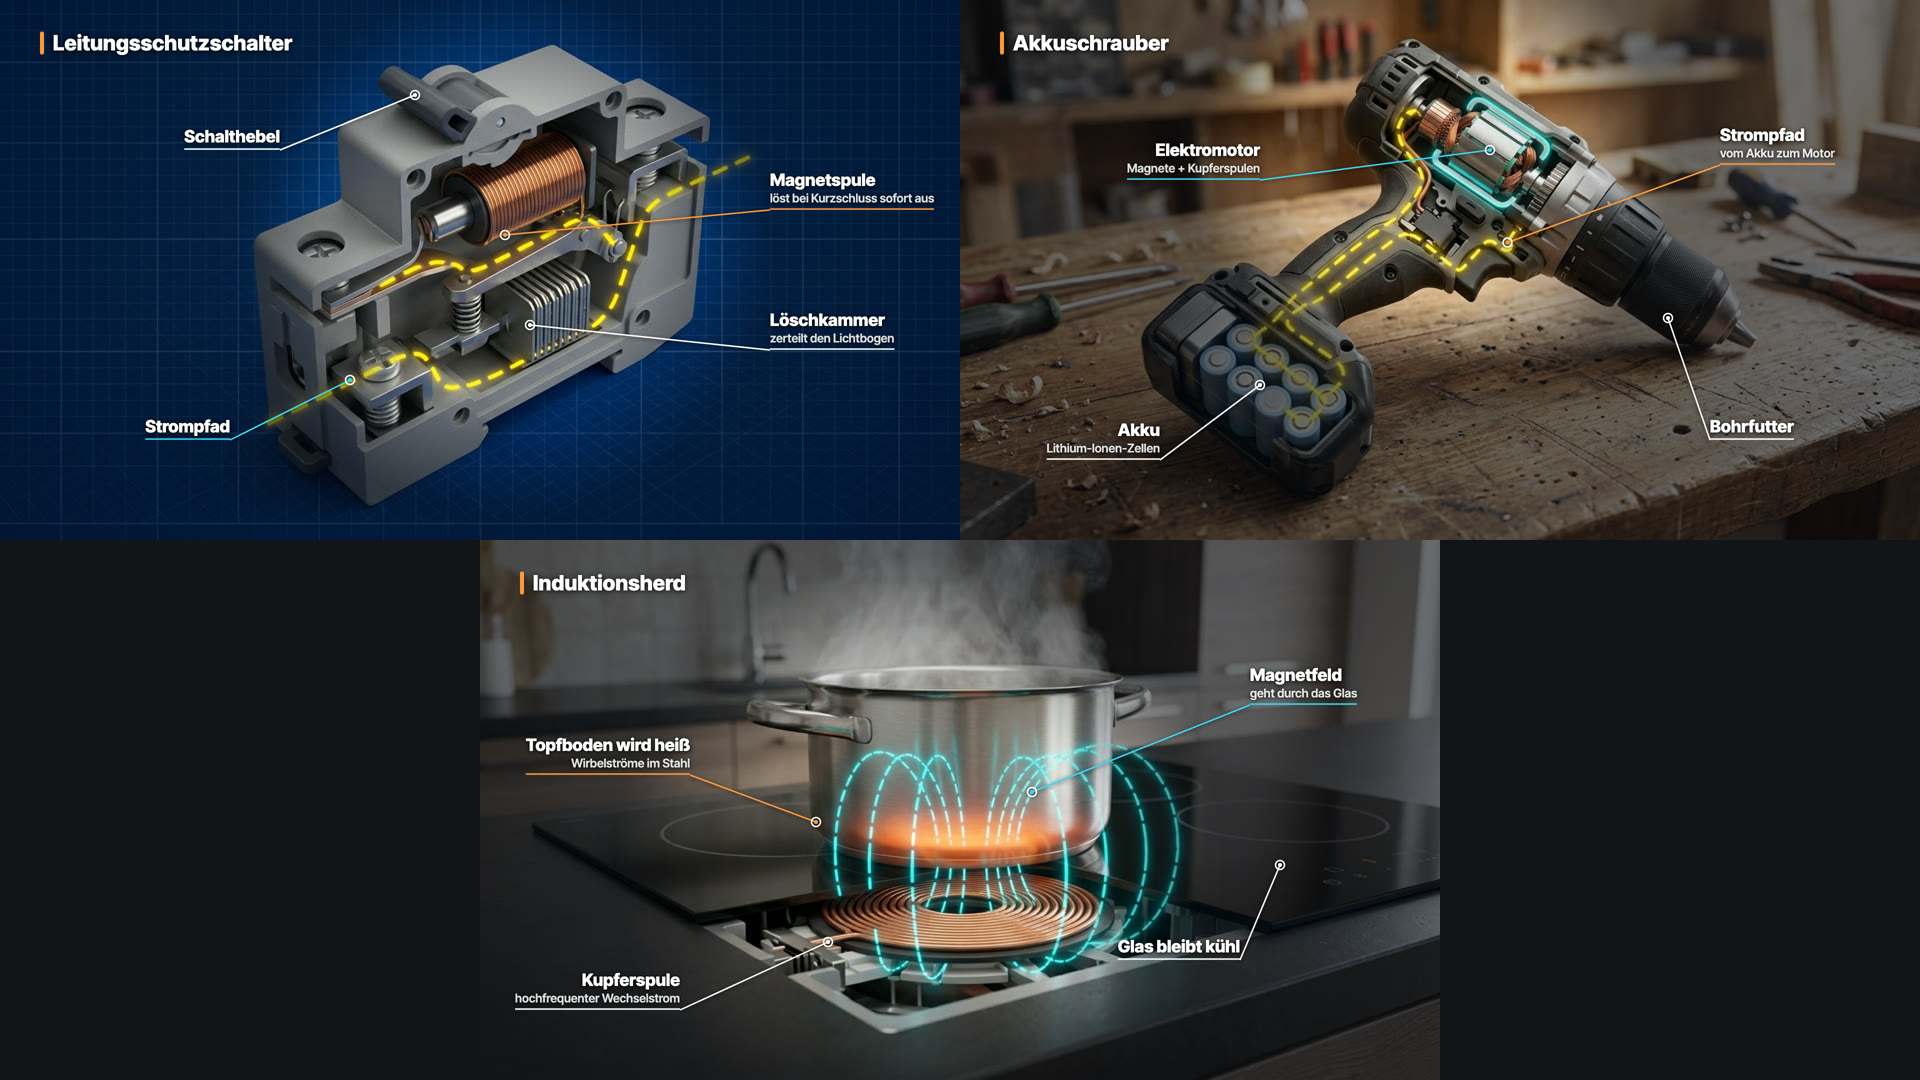 Leitungsschutzschalter
Schalthebel
Magnetspule
löst bei Kurzschluss sofort aus
Löschkammer
zerteilt den Lichtbogen
Strompfad
Akkuschrauber
Elektromotor
Magnete + Kupferspulen
Strompfad
vom Akku zum Motor
Akku
Lithium-Ionen-Zellen
Bohrfutter
Induktionsherd
Magnetfeld
geht durch das Glas
Topfboden wird heiß
Wirbelströme im Stahl
Glas bleibt kühl
Kupferspule
hochfrequenter Wechselstrom